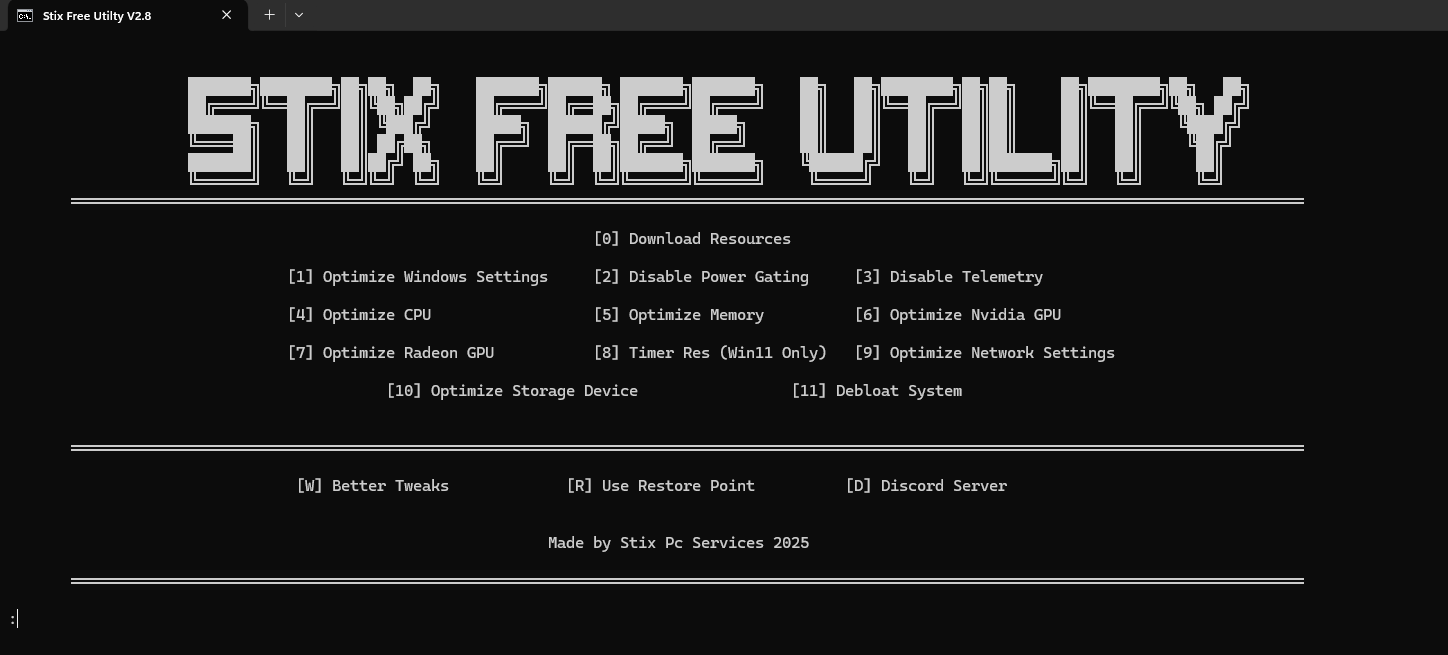 Stix Free Utilty V2.8
STIX FREE UTILITY
[0] Download Resources
[1] Optimize Windows Settings [2] Disable Power Gating [3] Disable Telemetry
[4] Optimize CPU [5] Optimize Memory [6] Optimize Nvidia GPU
[7] Optimize Radeon GPU [8] Timer Res (Win11 Only) [9] Optimize Network Settings
[10] Optimize Storage Device [11] Debloat System
[W] Better Tweaks [R] Use Restore Point [D] Discord Server
Made by Stix Pc Services 2025
: